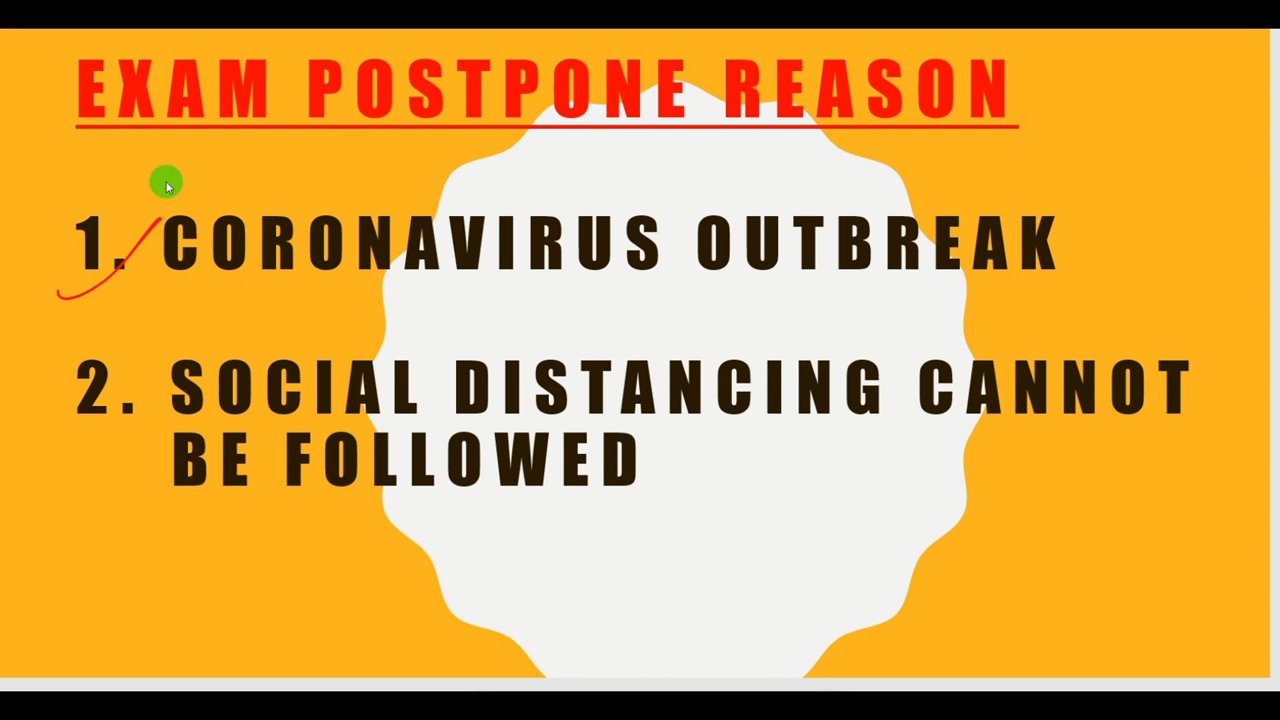 EXAM POSTPONE REASON
1. CORONAVIRUS OUTBREAK
2. SOCIAL DISTANCING CANNOT
BE FOLLOWED